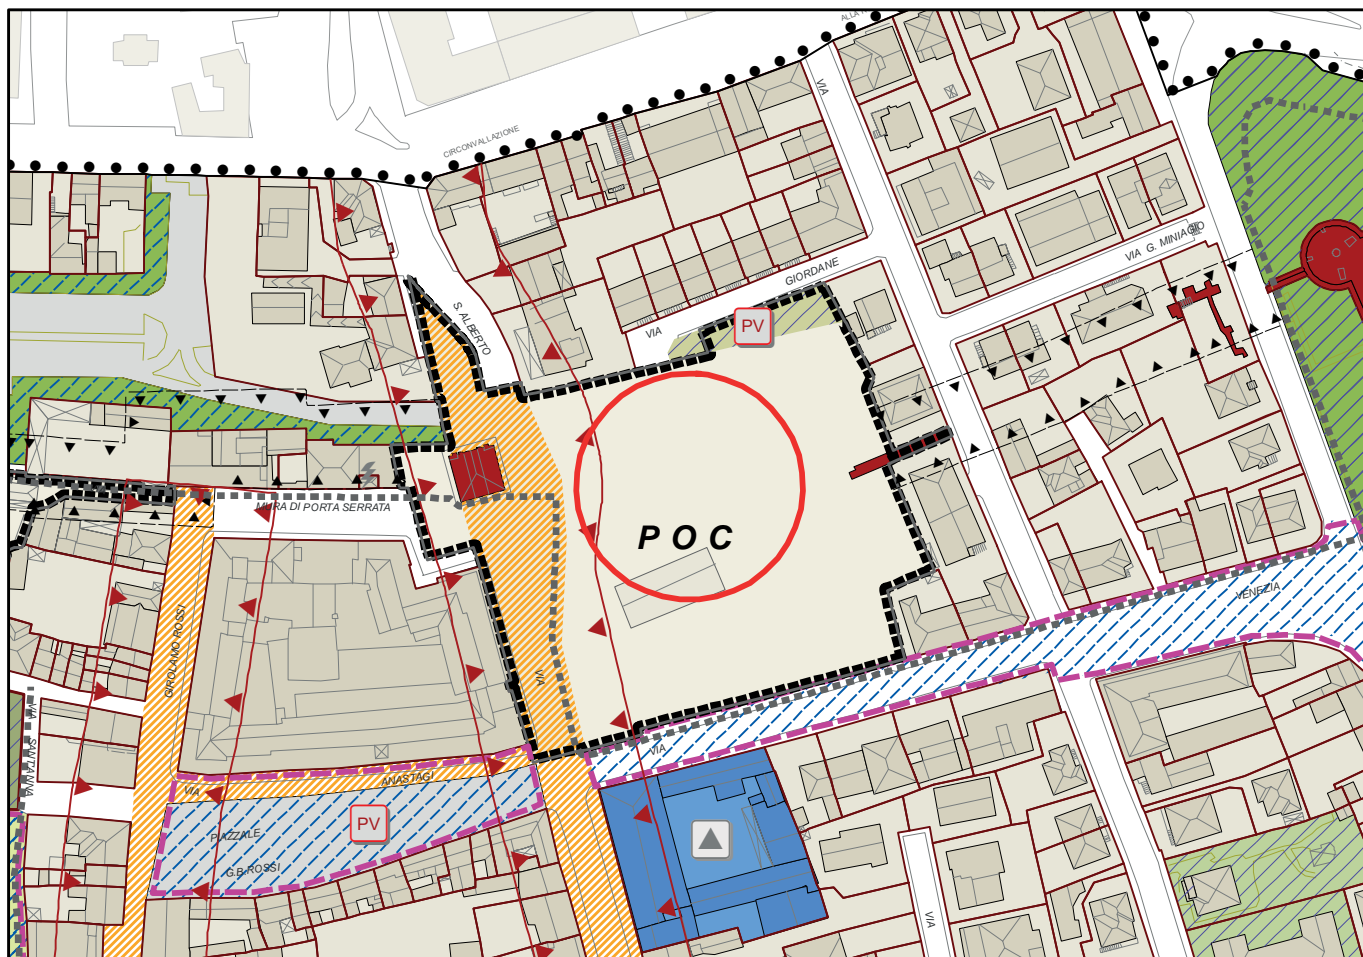 ALLA
VIA
CIRCONVALLAZIONE
VIA G. MINIAGIO
GIORDANE
S. ALBERTO
VIA
PV
MURA DI PORTA SERRATA
P O C
VENEZIA
GIROLAMO ROSSI
VIA
VIA
SANT'ANNA
VIA
VIA
ANASTAGI
PIAZZALE
PV
G.B. ROSSI
VIA